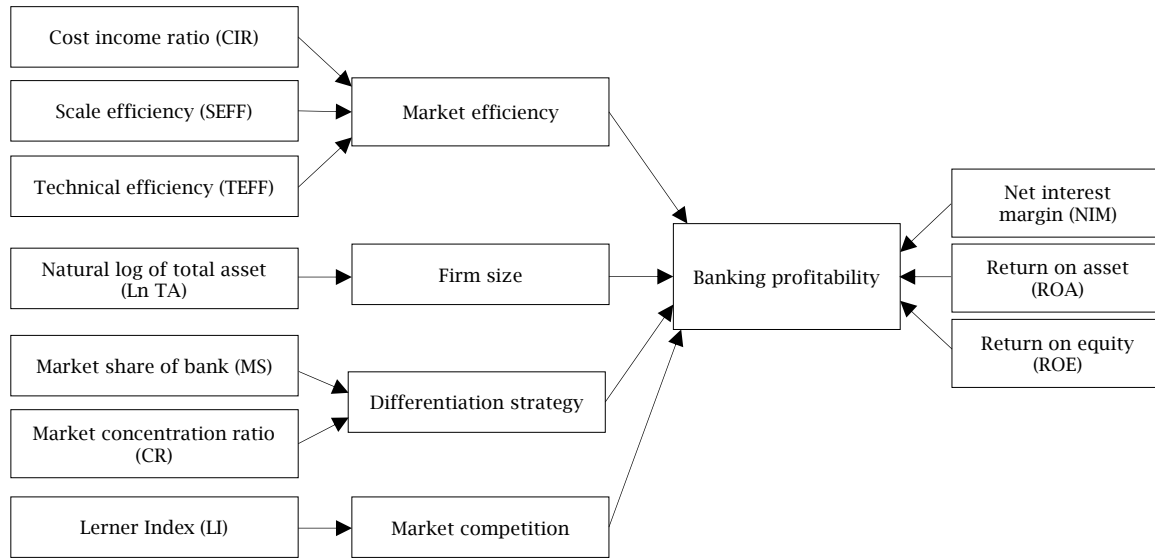 Cost income ratio (CIR)
Scale efficiency (SEFF)
Technical efficiency (TEFF)
Natural log of total asset
(Ln TA)
Market share of bank (MS)
Market concentration ratio
(CR)
Lerner Index (LI)
Market efficiency
Firm size
Differentiation strategy
Market competition
Banking profitability
Net interest
margin (NIM)
Return on asset
(ROA)
Return on equity
(ROE)